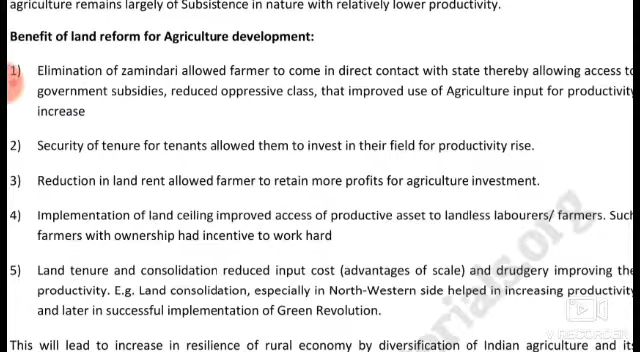 agriculture remains largely of Subsistence in nature with relatively lower productivity.
Benefit of land reform for Agriculture development:
1) Elimination of zamindari allowed farmer to come in direct contact with state thereby allowing access to
government subsidies, reduced oppressive class, that improved use of Agriculture input for productivity
increase
2) Security of tenure for tenants allowed them to invest in their field for productivity rise.
3) Reduction in land rent allowed farmer to retain more profits for agriculture investment.
4) Implementation of land ceiling improved access of productive asset to landless labourers/ farmers. Such
farmers with ownership had incentive to work hard
5) Land tenure and consolidation reduced input cost (advantages of scale) and drudgery improving the
productivity. E.g. Land consolidation, especially in North-Western side helped in increasing productivity
and later in successful implementation of Green Revolution.
This will lead to increase in resilience of rural economy by diversification of Indian agriculture and its
V RECORDER